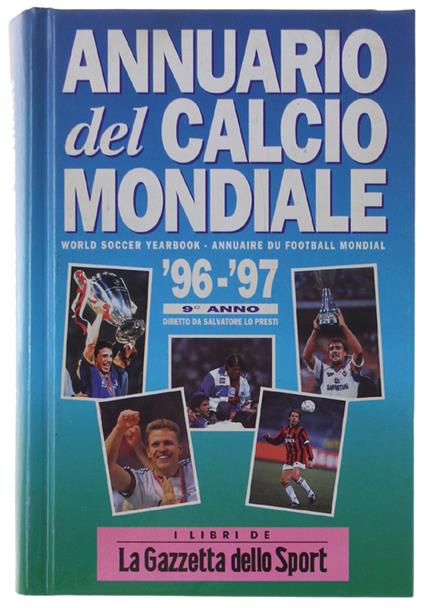 ANNUARIO
del CALCIO
MONDIALE
WORLD SOCCER YEARBOOK - ANNUAIRE DU FOOTBALL MONDIAL
'96-'97
9° ANNO
DIRETTO DA SALVATORE LO PRESTI
SAMMONTANA
I LIBRI DE
La Gazzetta dello Sport